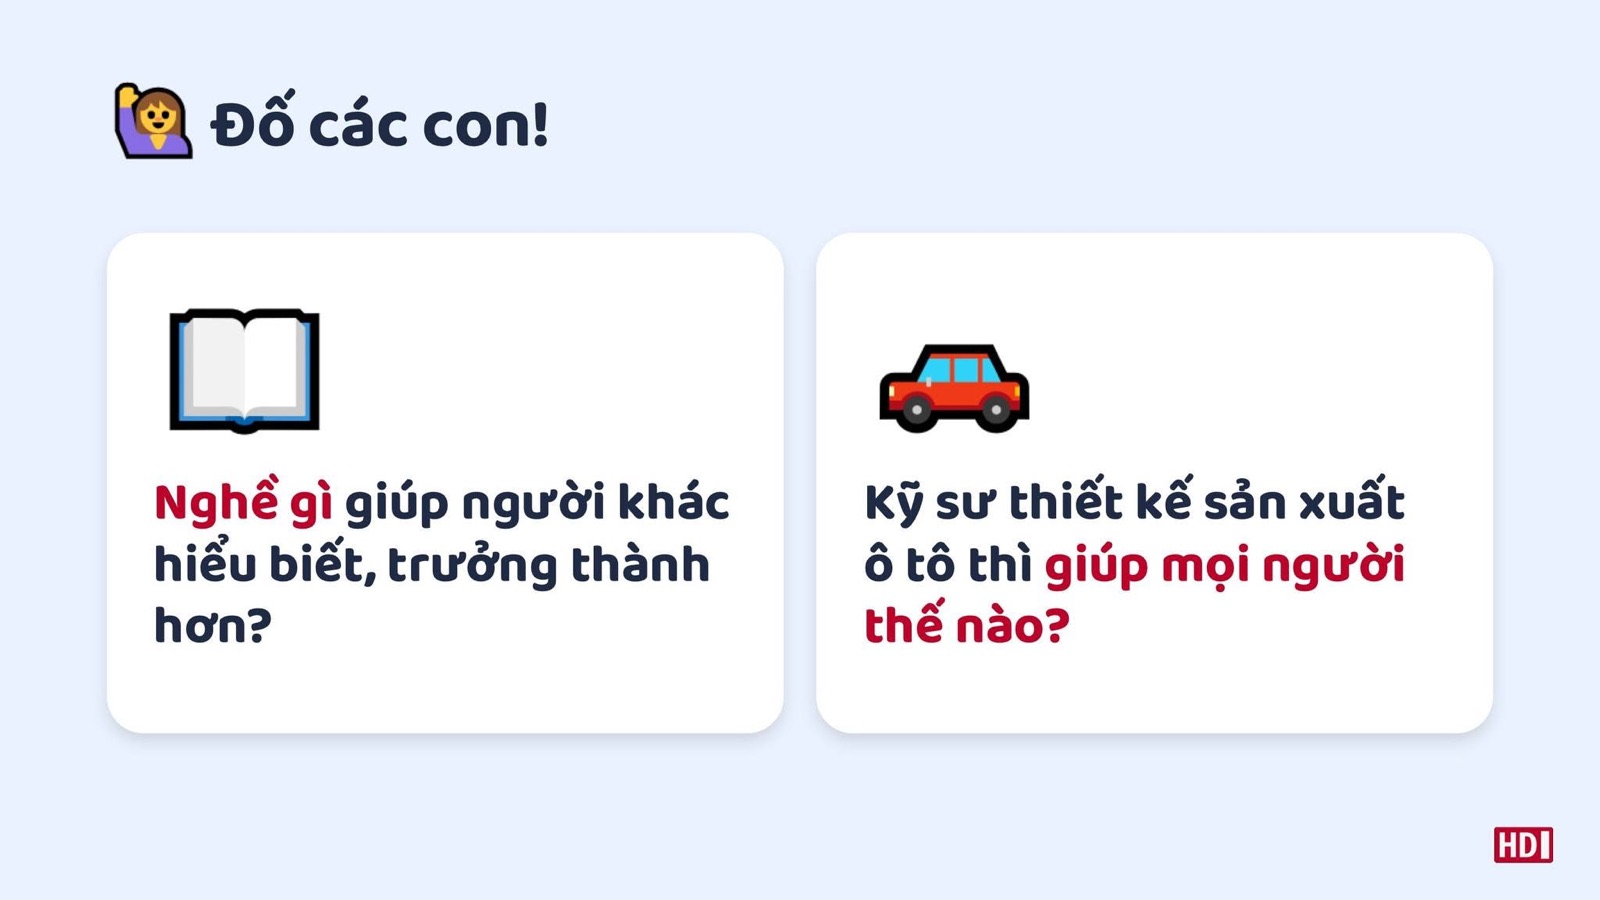 Đố các con!
Nghề gì giúp người khác
hiểu biết, trưởng thành
hơn?
Kỹ sư thiết kế sản xuất
ô tô thì giúp mọi người
thế nào?
HDI